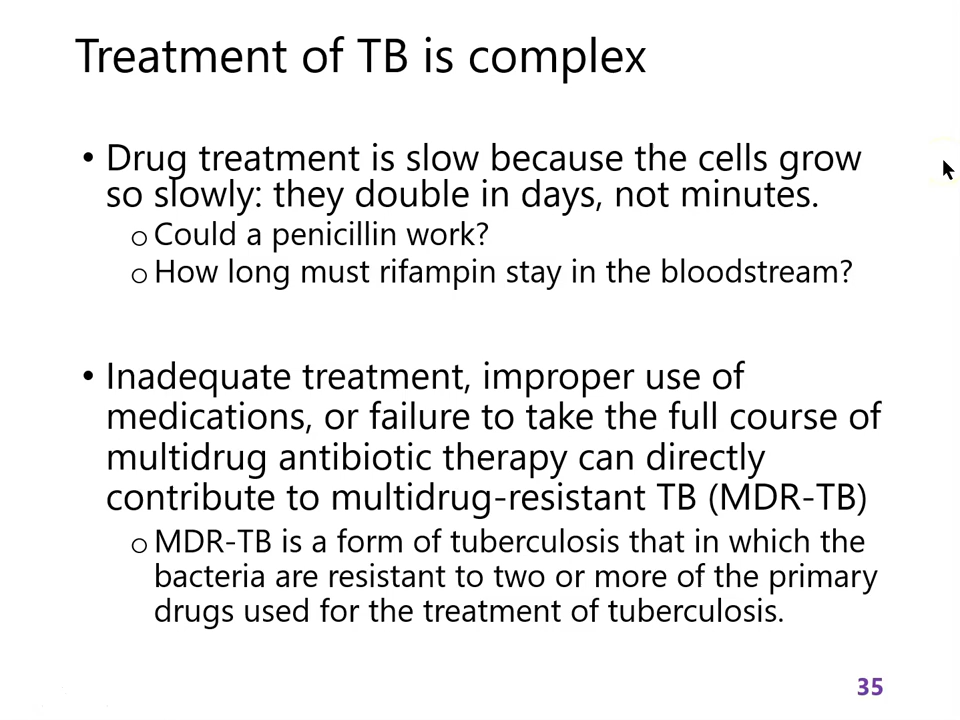 Treatment of TB is complex
• Drug treatment is slow because the cells grow
so slowly: they double in days, not minutes.
o Could a penicillin work?
o How long must rifampin stay in the bloodstream?
• Inadequate treatment, improper use of
medications, or failure to take the full course of
multidrug antibiotic therapy can directly
contribute to multidrug-resistant TB (MDR-TB)
o MDR-TB is a form of tuberculosis that in which the
bacteria are resistant to two or more of the primary
drugs used for the treatment of tuberculosis.
35